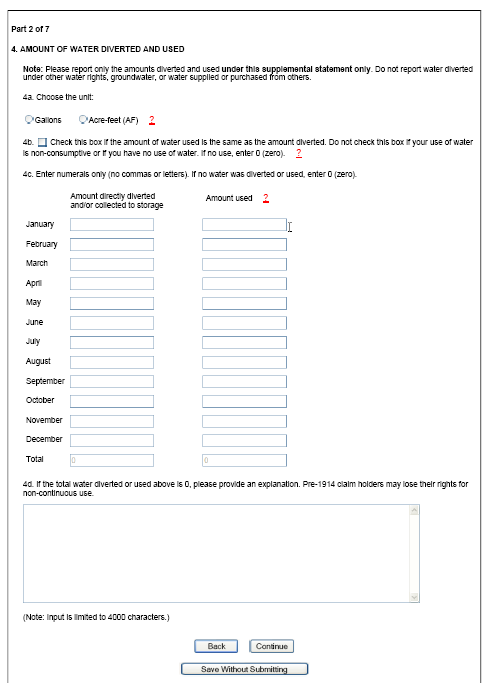 Part 2 of 7
4. AMOUNT OF WATER DIVERTED AND USED
Note: Please report only the amounts diverted and used under this supplemental statement only. Do not report water diverted
under other water rights, groundwater, or water supplied or purchased from others.
4a. Choose the unit:
Gallons Acre-feet (AF) ?
4b. Check this box if the amount of water used is the same as the amount diverted. Do not check this box if your use of water
is non-consumptive or if you have no use of water. If no use, enter 0 (zero). ?
4c. Enter numerals only (no commas or letters). If no water was diverted or used, enter 0 (zero).
Amount directly diverted
and/or collected to storage
Amount used ?
January
February
March
April
May
June
July
August
September
October
November
December
Total 0 0
4d. If the total water diverted or used above is 0, please provide an explanation. Pre-1914 claim holders may lose their rights for
non-continuous use.
(Note: Input is limited to 4000 characters.)
Back Continue
Save Without Submitting